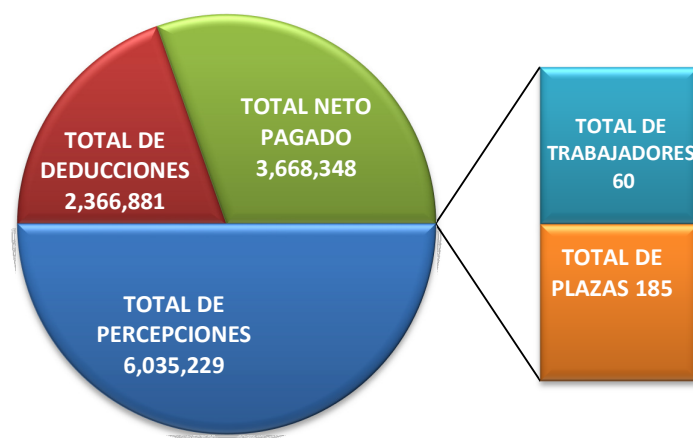 TOTAL DE
DEDUCCIONES
2,366,881
TOTAL NETO
PAGADO
3,668,348
TOTAL DE
PERCEPCIONES
6,035,229
TOTAL DE
TRABAJADORES
60
TOTAL DE
PLAZAS 185